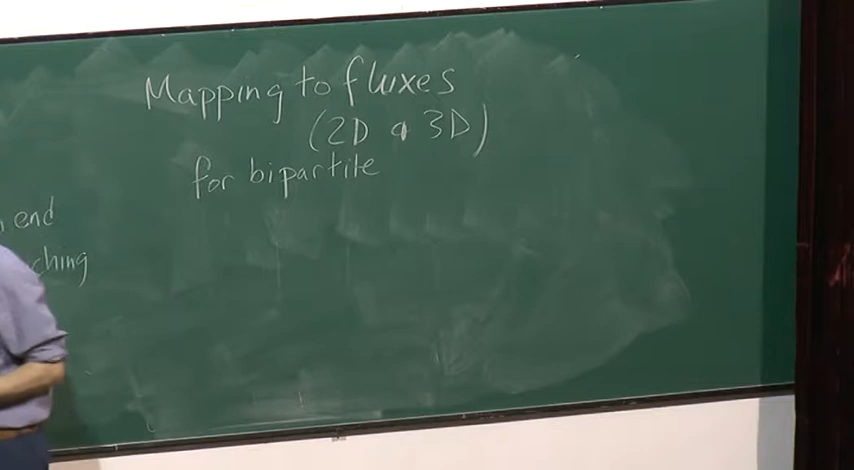 Mapping to fluxes
(2D 3D)
for bipartite
end
ching